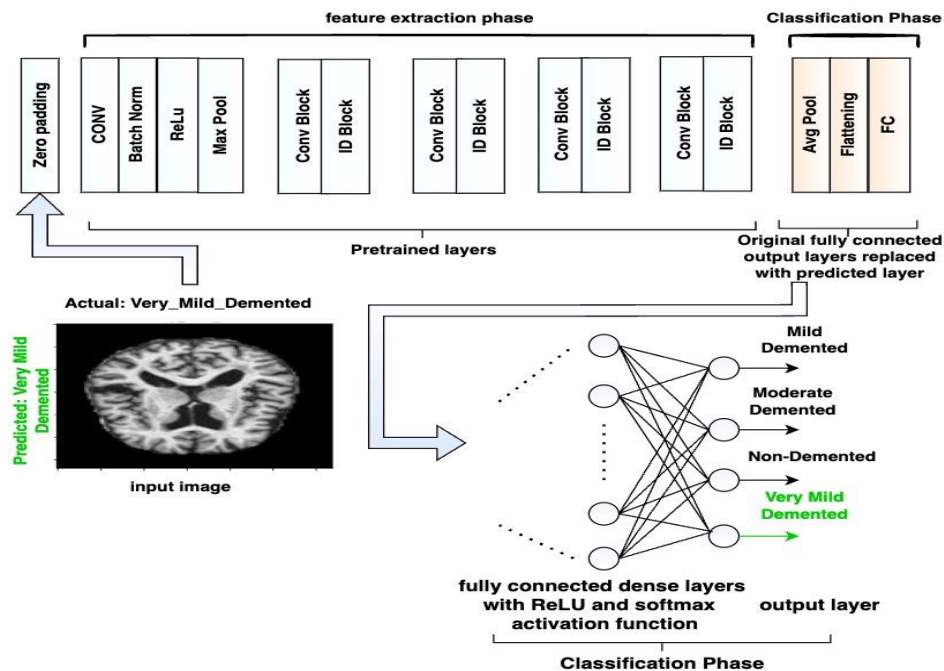 feature extraction phase
Classification Phase
Zero padding
CONV
Batch Norm
ReLu
Max Pool
Conv Block
ID Block
Conv Block
ID Block
Conv Block
ID Block
Conv Block
ID Block
Avg Pool
Flattening
FC
Pretrained layers
Original fully connected
output layers replaced
with predicted layer
Actual: Very_Mild_Demented
Predicted: Very Mild
Demented
input image
Mild
Demented
Moderate
Demented
Non-Demented
Very Mild
Demented
fully connected dense layers
with ReLU and softmax
activation function
output layer
Classification Phase